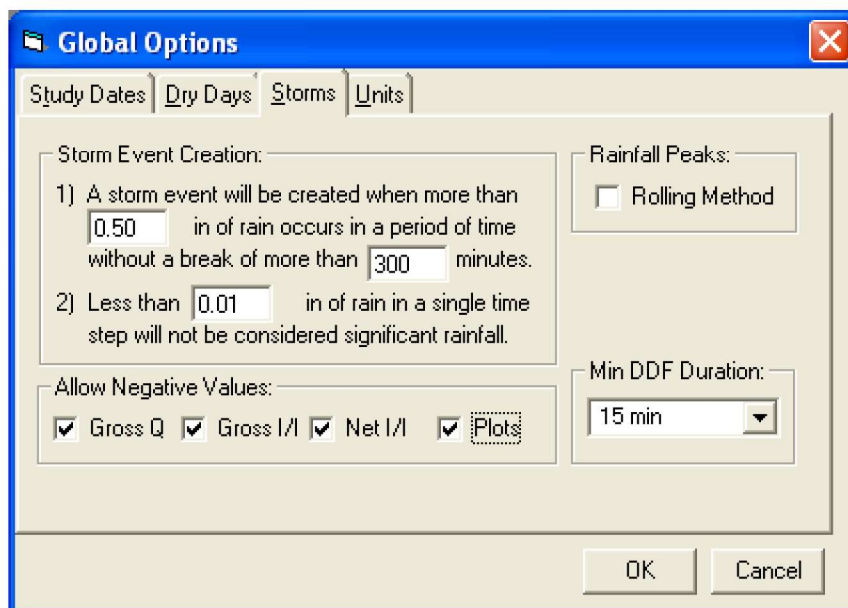 Global Options
Study Dates
Dry Days
Storms
Units
Storm Event Creation:
1) A storm event will be created when more than
0.50 in of rain occurs in a period of time
without a break of more than 300 minutes.
2) Less than 0.01 in of rain in a single time
step will not be considered significant rainfall.
Rainfall Peaks:
Rolling Method
Allow Negative Values:
Gross Q Gross I/I Net I/I Plots
Min DDF Duration:
15 min
OK Cancel